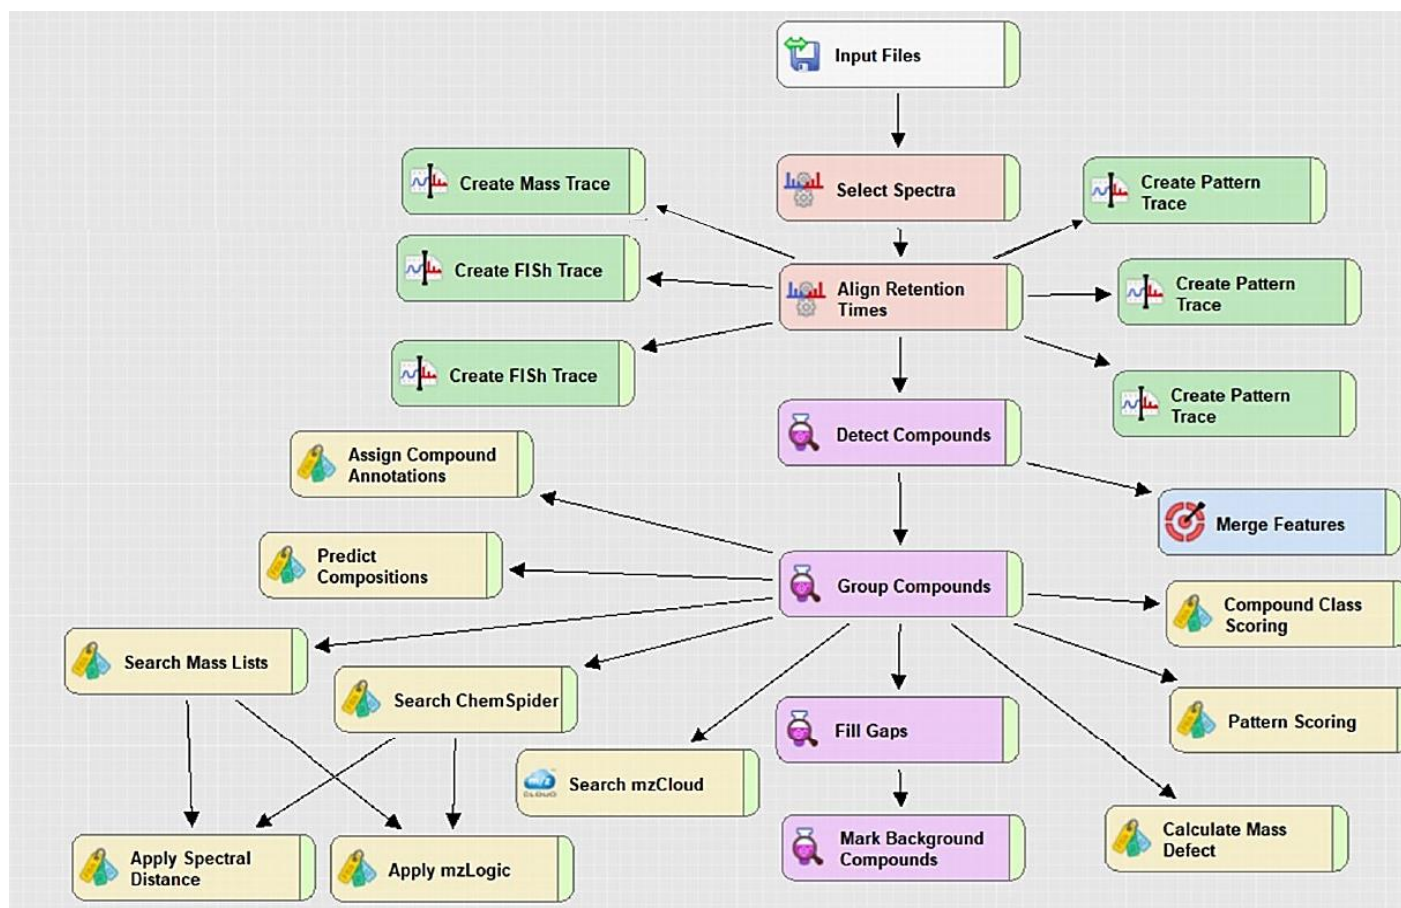 Input Files
Create Mass Trace
Select Spectra
Create Pattern
Trace
Create FISh Trace
Align Retention
Times
Create Pattern
Trace
Create FISh Trace
Create Pattern
Trace
Detect Compounds
Assign Compound
Annotations
Merge Features
Predict
Compositions
Group Compounds
Compound Class
Scoring
Search Mass Lists
Search ChemSpider
Fill Gaps
Pattern Scoring
Search mzCloud
Mark Background
Compounds
Calculate Mass
Defect
Apply Spectral
Distance
Apply mzLogic